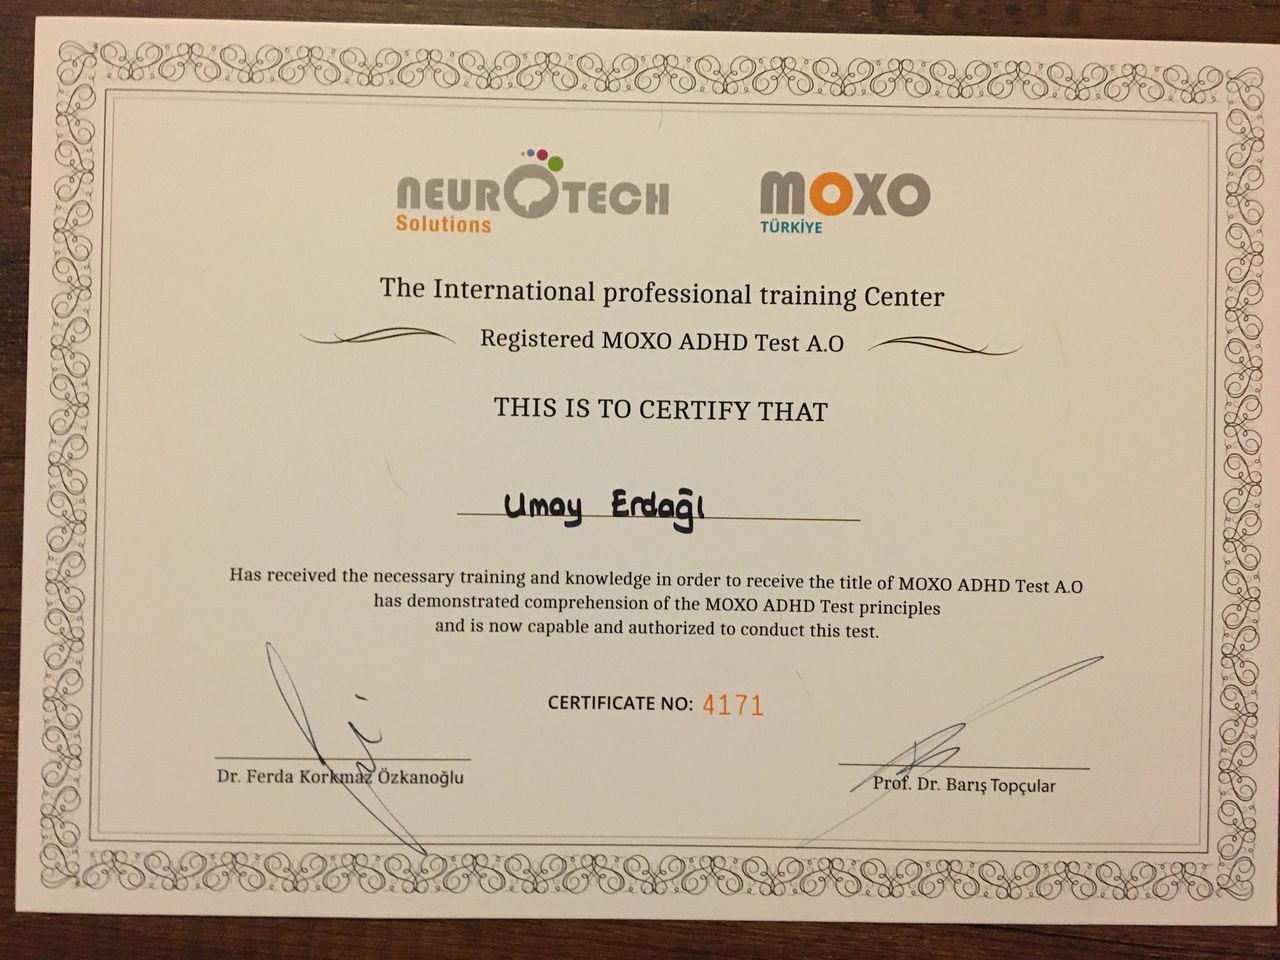 NEUROTECH
Solutions
MOXO
TÜRKİYE
The International professional training Center
Registered MOXO ADHD Test A.O
THIS IS TO CERTIFY THAT
Umay Erdağı
Has received the necessary training and knowledge in order to receive the title of MOXO ADHD Test A.O
has demonstrated comprehension of the MOXO ADHD Test principles
and is now capable and authorized to conduct this test.
CERTIFICATE NO: 4171
Dr. Ferda Korkmaz Özkanoğlu
Prof. Dr. Barış Topçular